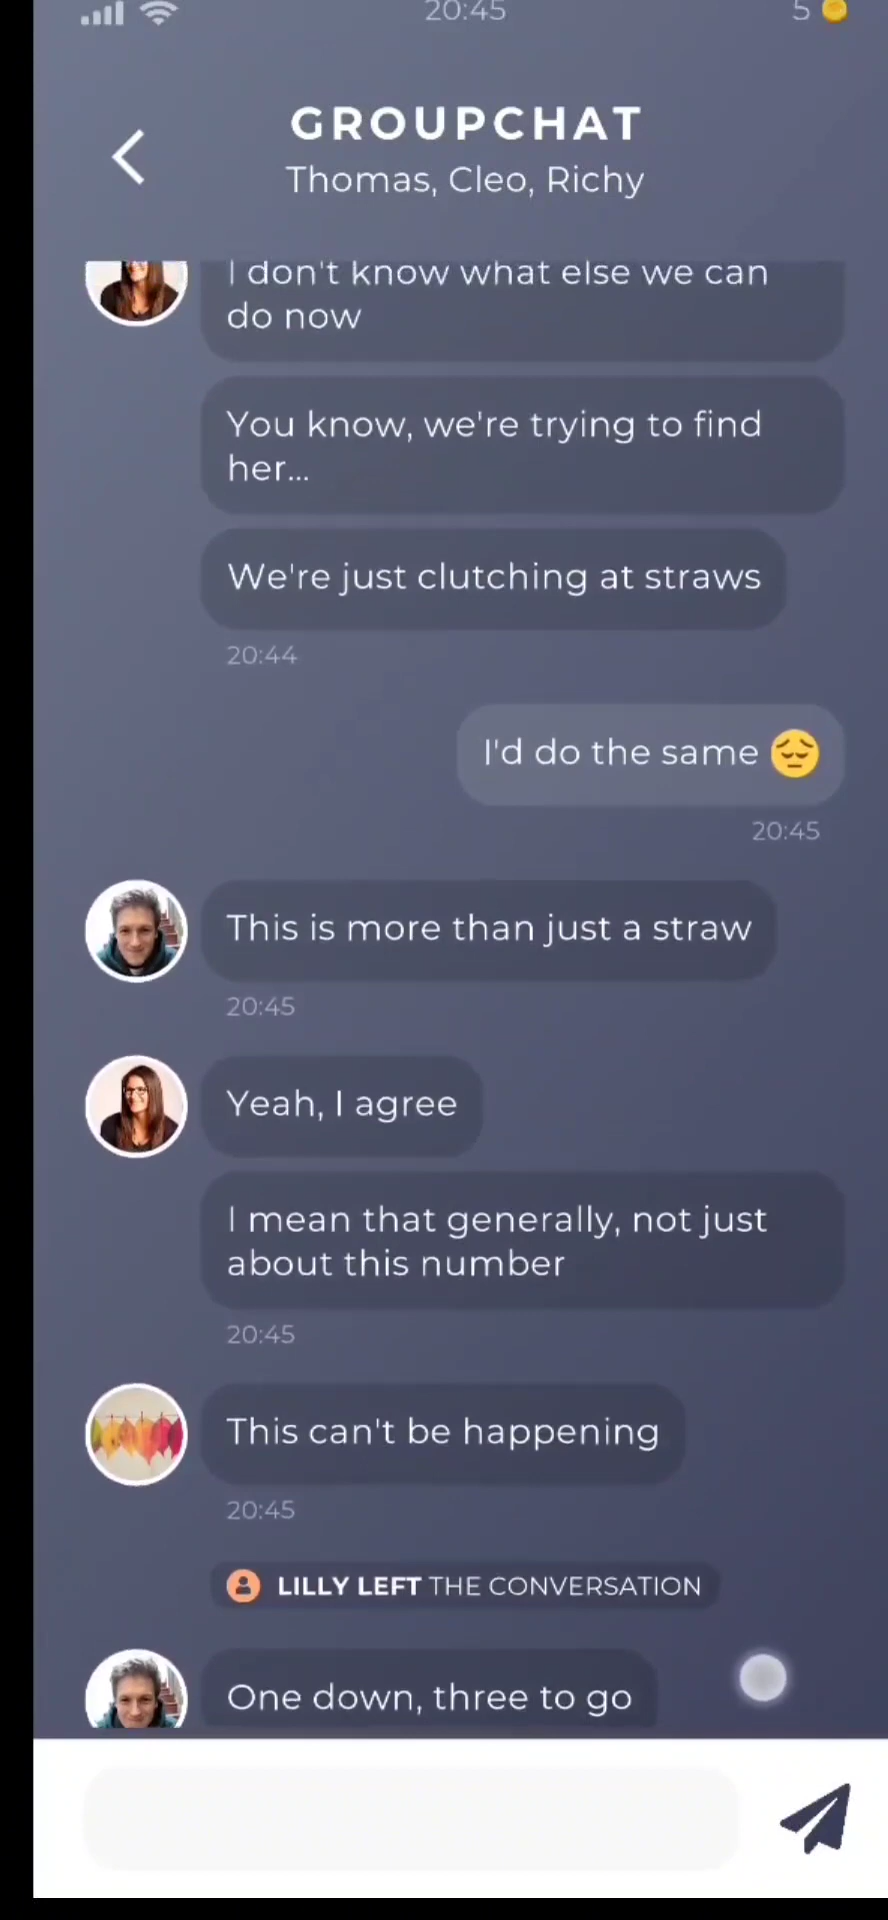 20:45
5
GROUPCHAT
Thomas, Cleo, Richy
I don't know what else we can
do now
You know, we're trying to find
her...
We're just clutching at straws
20:44
I'd do the same 😔
20:45
This is more than just a straw
20:45
Yeah, I agree
I mean that generally, not just
about this number
20:45
This can't be happening
20:45
LILLY LEFT THE CONVERSATION
One down, three to go